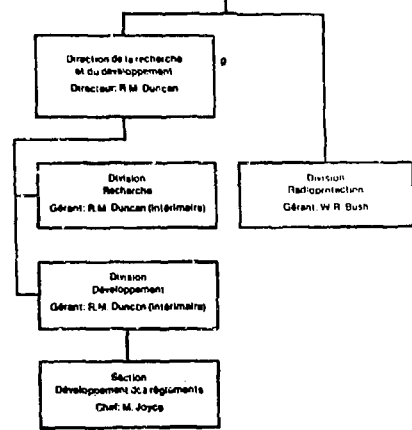 Direction de la recherche
et du développement
Directeur: R.M. Duncan
g
Division
Recherche
Gérant: R.M. Duncan (intérimaire)
Division
Radioprotection
Gérant: W.R. Bush
Division
Développement
Gérant: R.M. Duncan (intérimaire)
Section
Développement des règlements
Chef: M. Joyce